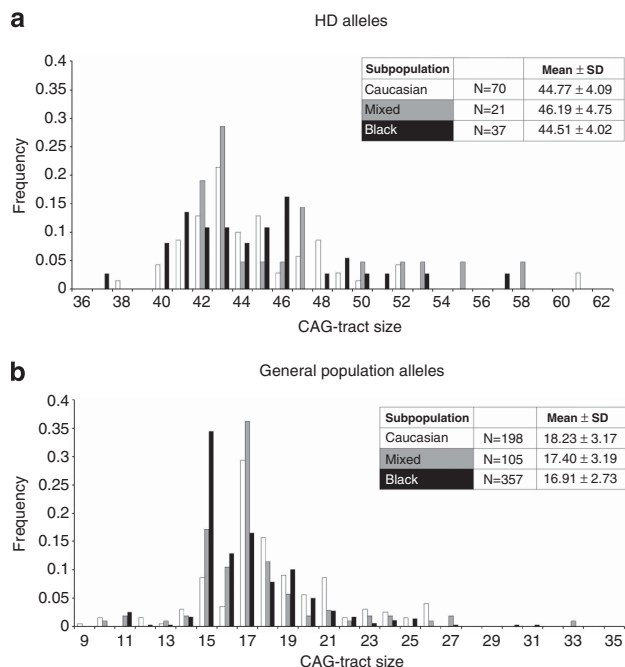 a
HD alleles
0.4
0.35
0.3
0.25
0.2
0.15
0.1
0.05
0
Frequency
Subpopulation Mean ± SD
Caucasian N=70 44.77 ± 4.09
Mixed N=21 46.19 ± 4.75
Black N=37 44.51 ± 4.02
36 38 40 42 44 46 48 50 52 54 56 58 60 62
CAG-tract size
b
General population alleles
0.4
0.35
0.3
0.25
0.2
0.15
0.1
0.05
0
Frequency
Subpopulation Mean ± SD
Caucasian N=198 18.23 ± 3.17
Mixed N=105 17.40 ± 3.19
Black N=357 16.91 ± 2.73
9 11 13 15 17 19 21 23 25 27 29 31 33 35
CAG-tract size